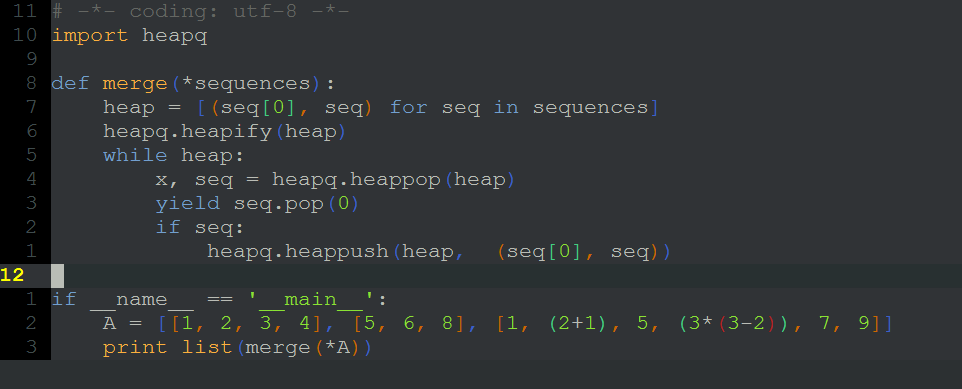 11 # -*- coding: utf-8 -*-
10 import heapq
9
8 def merge(*sequences):
7     heap = [(seq[0], seq) for seq in sequences]
6     heapq.heapify(heap)
5     while heap:
4         x, seq = heapq.heappop(heap)
3         yield seq.pop(0)
2         if seq:
1             heapq.heappush(heap,  (seq[0], seq))
12
1 if __name__ == '__main__':
2     A = [[1, 2, 3, 4], [5, 6, 8], [1, (2+1), 5, (3*(3-2)), 7, 9]]
3     print list(merge(*A))